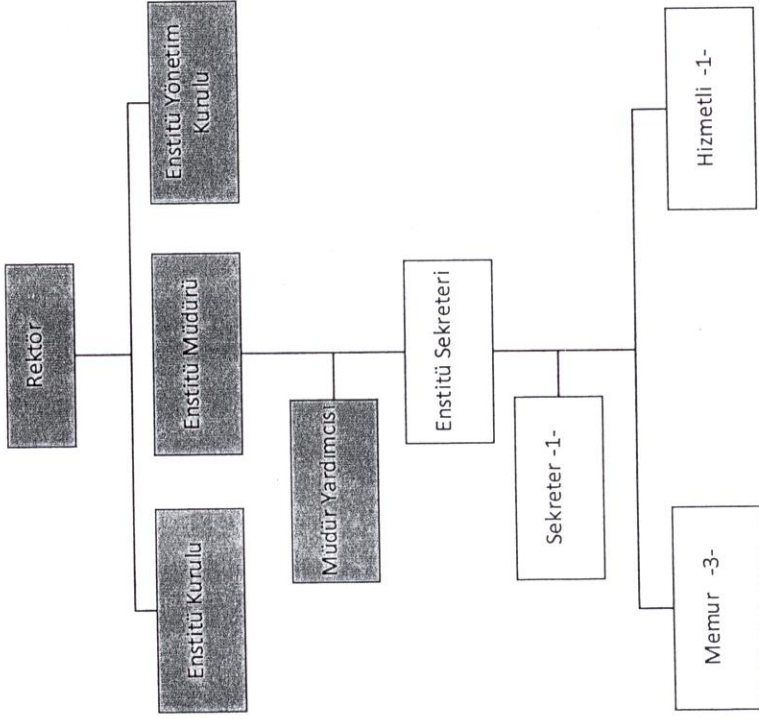 Rektör
Enstitü Kurulu
Enstitü Müdürü
Enstitü Yönetim
Kurulu
Müdür Yardımcısı
Enstitü Sekreteri
Sekreter -1-
Memur -3-
Hizmetli -1-